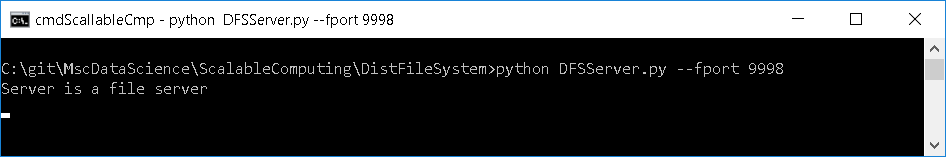 cmdScallableCmp - python  DFSServer.py --fport 9998
C:\git\MscDataScience\ScalableComputing\DistFileSystem>python DFSServer.py --fport 9998
Server is a file server